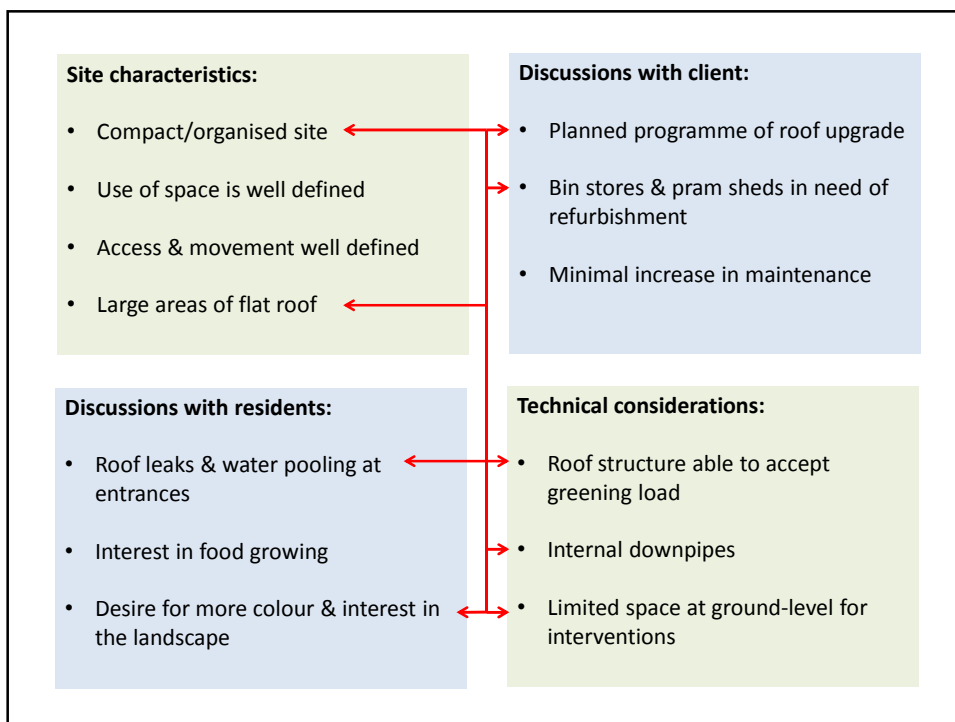 Site characteristics:
• Compact/organised site
• Use of space is well defined
• Access & movement well defined
• Large areas of flat roof
Discussions with client:
• Planned programme of roof upgrade
• Bin stores & pram sheds in need of
refurbishment
• Minimal increase in maintenance
Discussions with residents:
• Roof leaks & water pooling at
entrances
• Interest in food growing
• Desire for more colour & interest in
the landscape
Technical considerations:
• Roof structure able to accept
greening load
• Internal downpipes
• Limited space at ground-level for
interventions